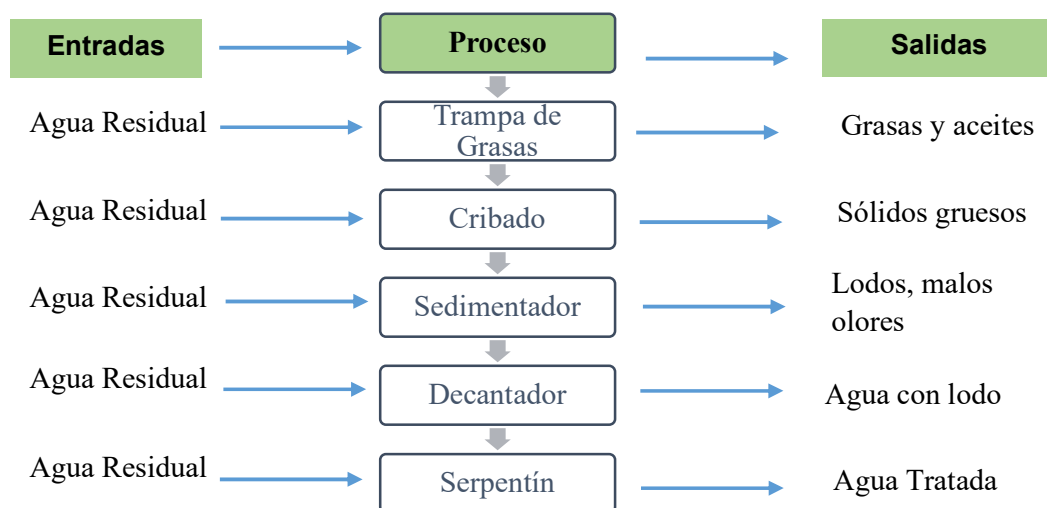 Entradas
Proceso
Salidas
Agua Residual
Trampa de
Grasas
Grasas y aceites
Agua Residual
Cribado
Sólidos gruesos
Agua Residual
Sedimentador
Lodos, malos
olores
Agua Residual
Decantador
Agua con lodo
Agua Residual
Serpentín
Agua Tratada